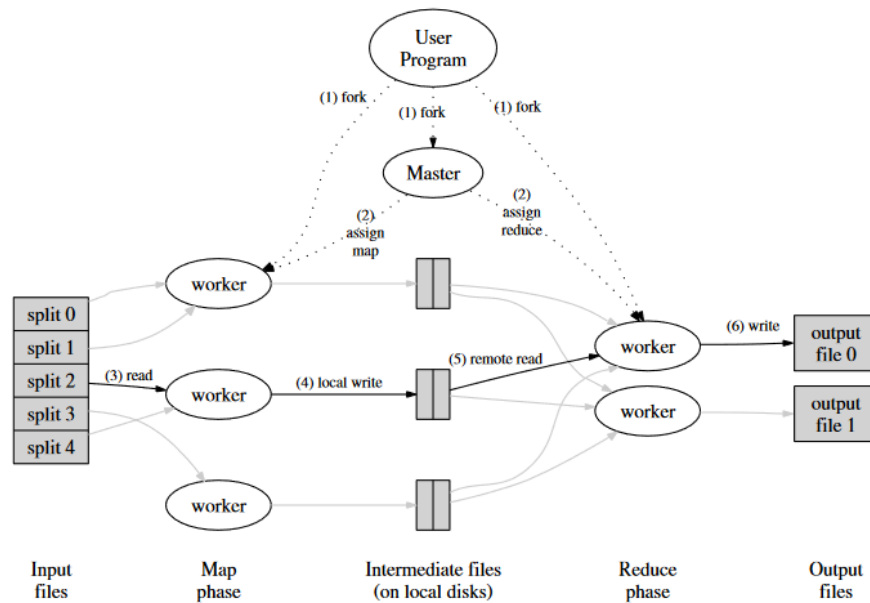 User
Program
(1) fork
(1) fork
(1) fork
Master
(2)
assign
map
(2)
assign
reduce
worker
split 0
split 1
split 2
split 3
split 4
(3) read
worker
(4) local write
(5) remote read
worker
(6) write
output
file 0
worker
output
file 1
worker
Input
files
Map
phase
Intermediate files
(on local disks)
Reduce
phase
Output
files